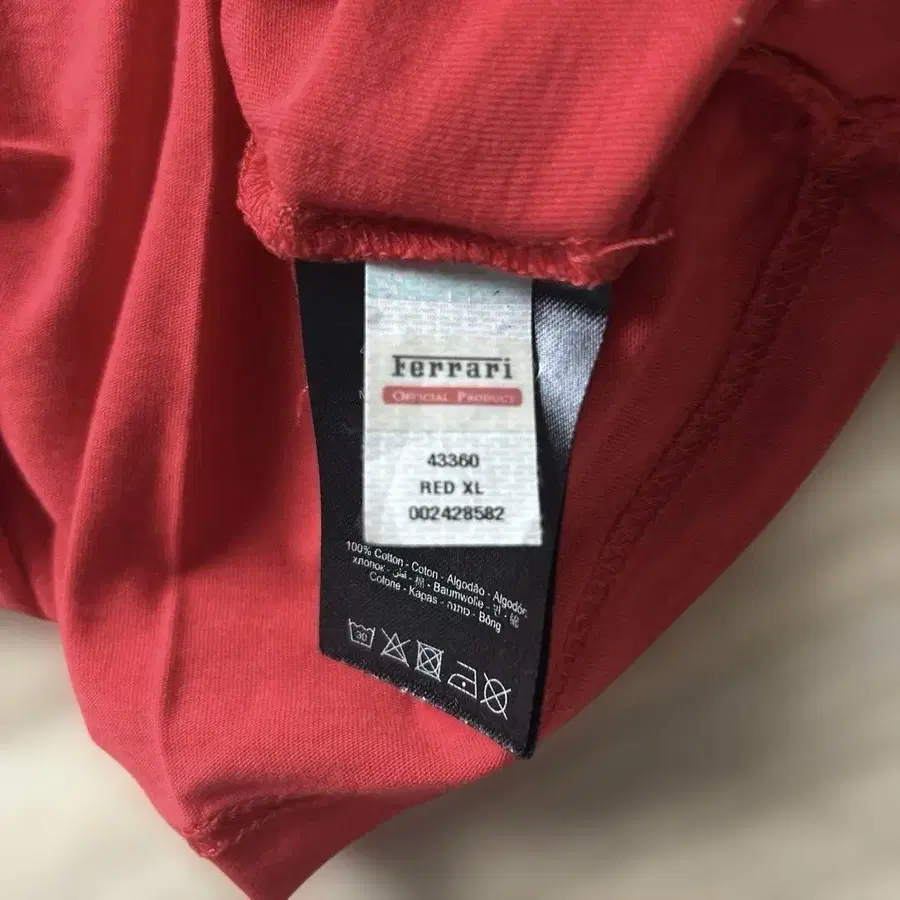 Ferrari
OFFICIAL PRODUCT
43360
RED XL
002428582
100% Cotton - Coton - Algodão - Algodón
хлопок - قطن - 棉 - Baumwolle - 면 - 綿
Cotone - Kapas - כותנה - Bông
30